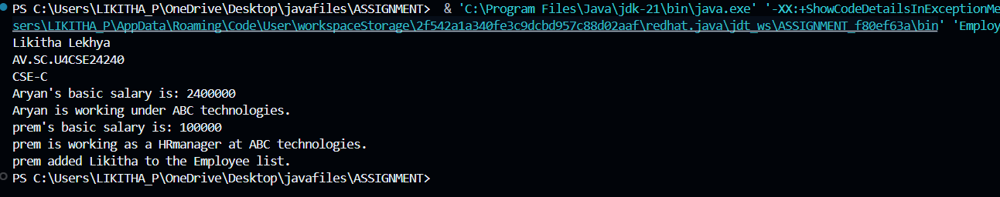 PS C:\Users\LIKITHA_P\OneDrive\Desktop\javafiles\ASSIGNMENT>  & 'C:\Program Files\Java\jdk-21\bin\java.exe' '-XX:+ShowCodeDetailsInExceptionMe
sers\LIKITHA_P\AppData\Roaming\Code\User\workspaceStorage\2f542a1a340fe3c9dcbd957c88d02aaf\redhat.java\jdt_ws\ASSIGNMENT_f80ef63a\bin' 'Employ
Likitha Lekhya
AV.SC.U4CSE24240
CSE-C
Aryan's basic salary is: 2400000
Aryan is working under ABC technologies.
prem's basic salary is: 100000
prem is working as a HRmanager at ABC technologies.
prem added Likitha to the Employee list.
PS C:\Users\LIKITHA_P\OneDrive\Desktop\javafiles\ASSIGNMENT>